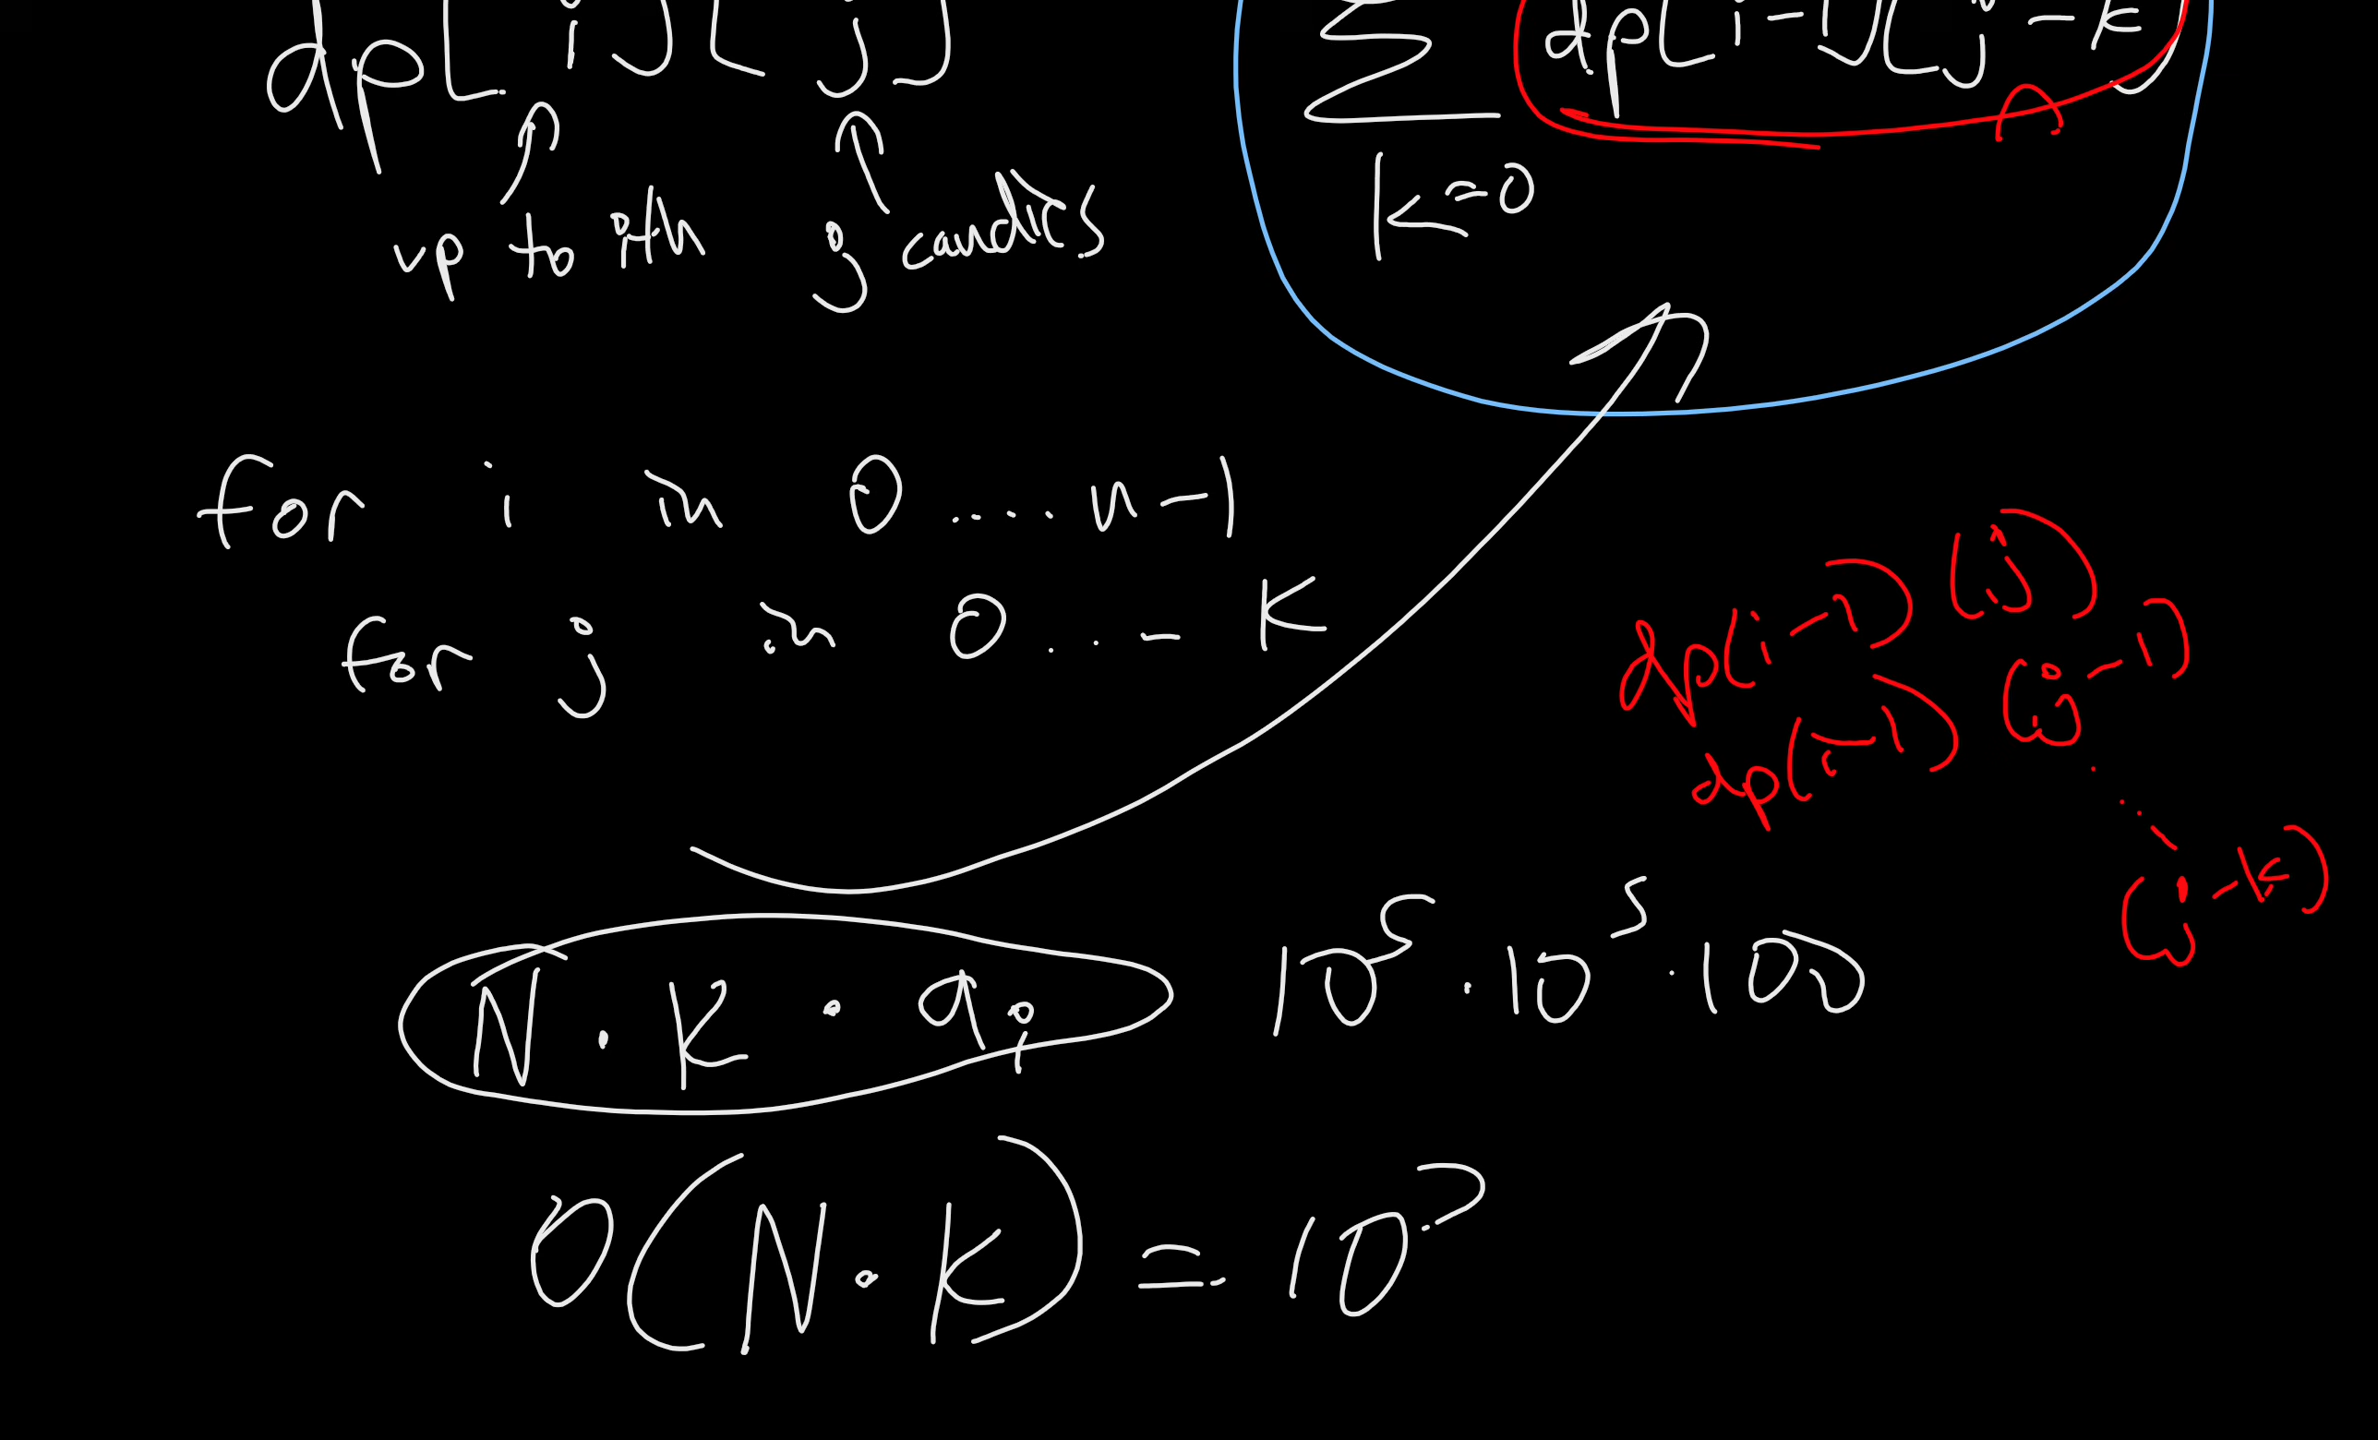 dp[i][j] Σ dp[i-1][j-k]
k=0
up to ith j candies
for i in 0....n-1
for j in 0..- K
dp(i-1) (j)
dp(i-1) (j-1)
(j-k)
N · K · ai 10^5 · 10^5 · 100
O(N·K) = 10^?